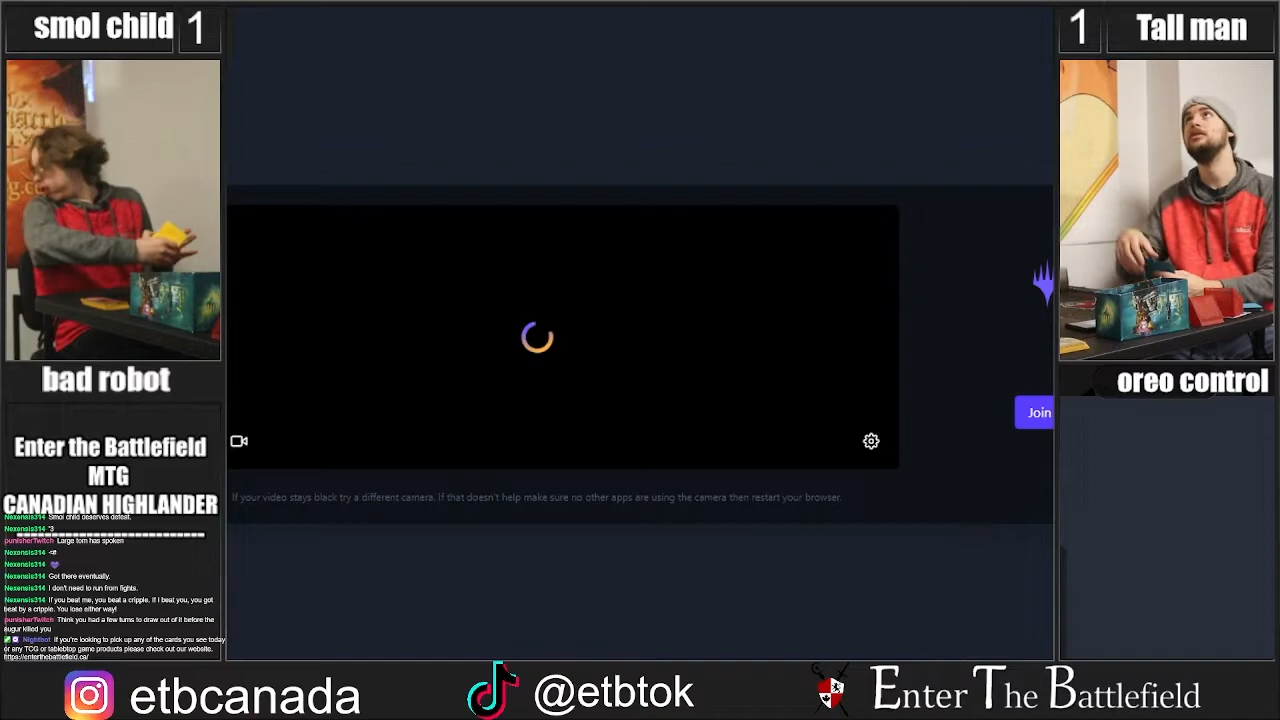 smol child 1
1 Tall man
bad robot
oreo control
Join
If your video stays black try a different camera. If that doesn't help make sure no other apps are using the camera then restart your browser.
Enter the Battlefield
MTG
CANADIAN HIGHLANDER
Nexensis314 Smol child deserves defeat.
Nexensis314 *3
punisherTwitch Large tom has spoken
Nexensis314
Nexensis314 💜
Nexensis314 Got there eventually.
Nexensis314 I don't need to run from fights.
Nexensis314 If you beat me, you beat a cripple. If I beat you, you got
beat by a cripple. You lose either way!
punisherTwitch Think you had a few turns to draw out of it before the
augur killed you
Nightbot If you're looking to pick up any of the cards you see today
or any TCG or tabletop game products please check out our website.
https://enterthebattlefield.ca/
etbcanada
@etbtok
Enter The Battlefield